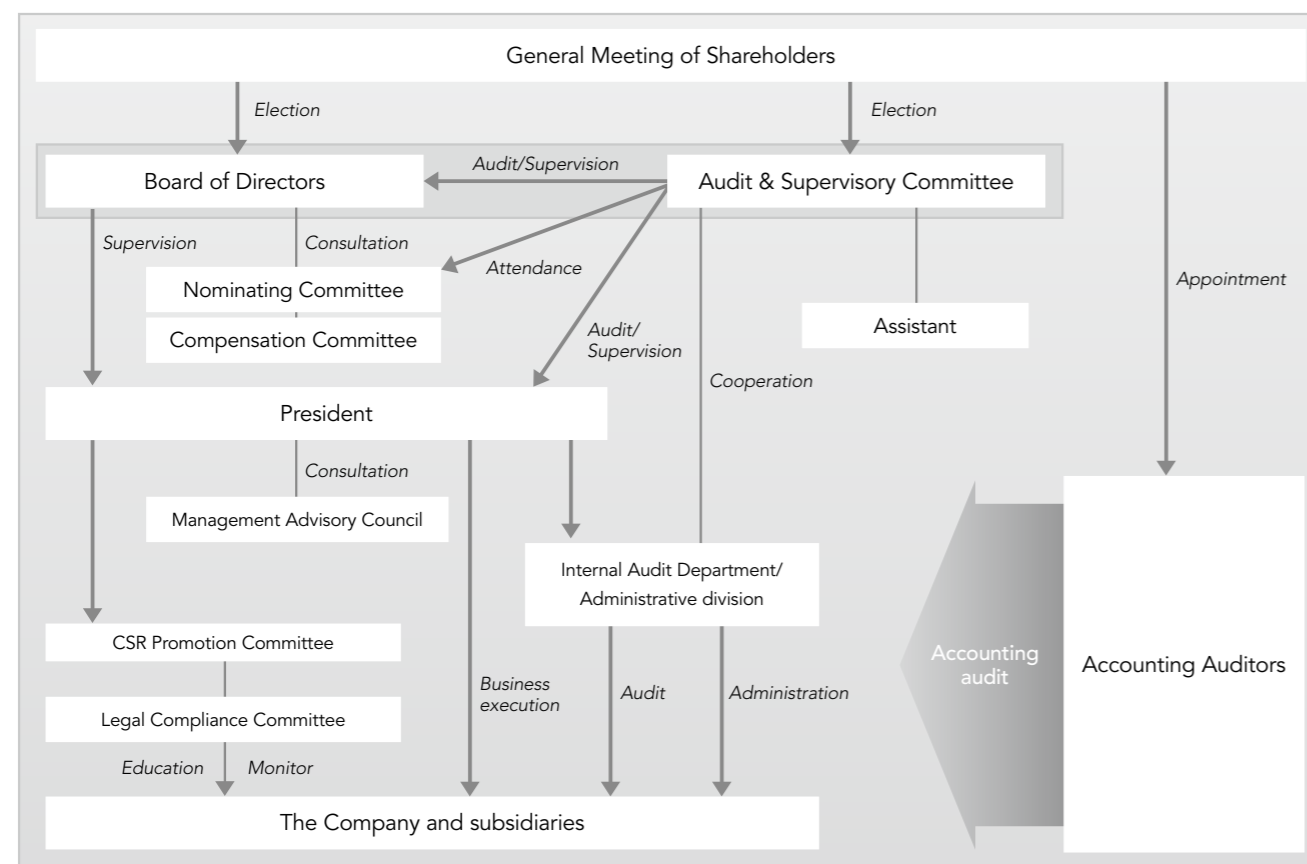 General Meeting of Shareholders
Election
Election
Board of Directors
Audit/Supervision
Audit & Supervisory Committee
Supervision
Consultation
Attendance
Appointment
Nominating Committee
Compensation Committee
Assistant
Audit/
Supervision
Cooperation
President
Consultation
Management Advisory Council
Internal Audit Department/
Administrative division
CSR Promotion Committee
Legal Compliance Committee
Business
execution
Audit
Administration
Accounting
audit
Accounting Auditors
Education
Monitor
The Company and subsidiaries